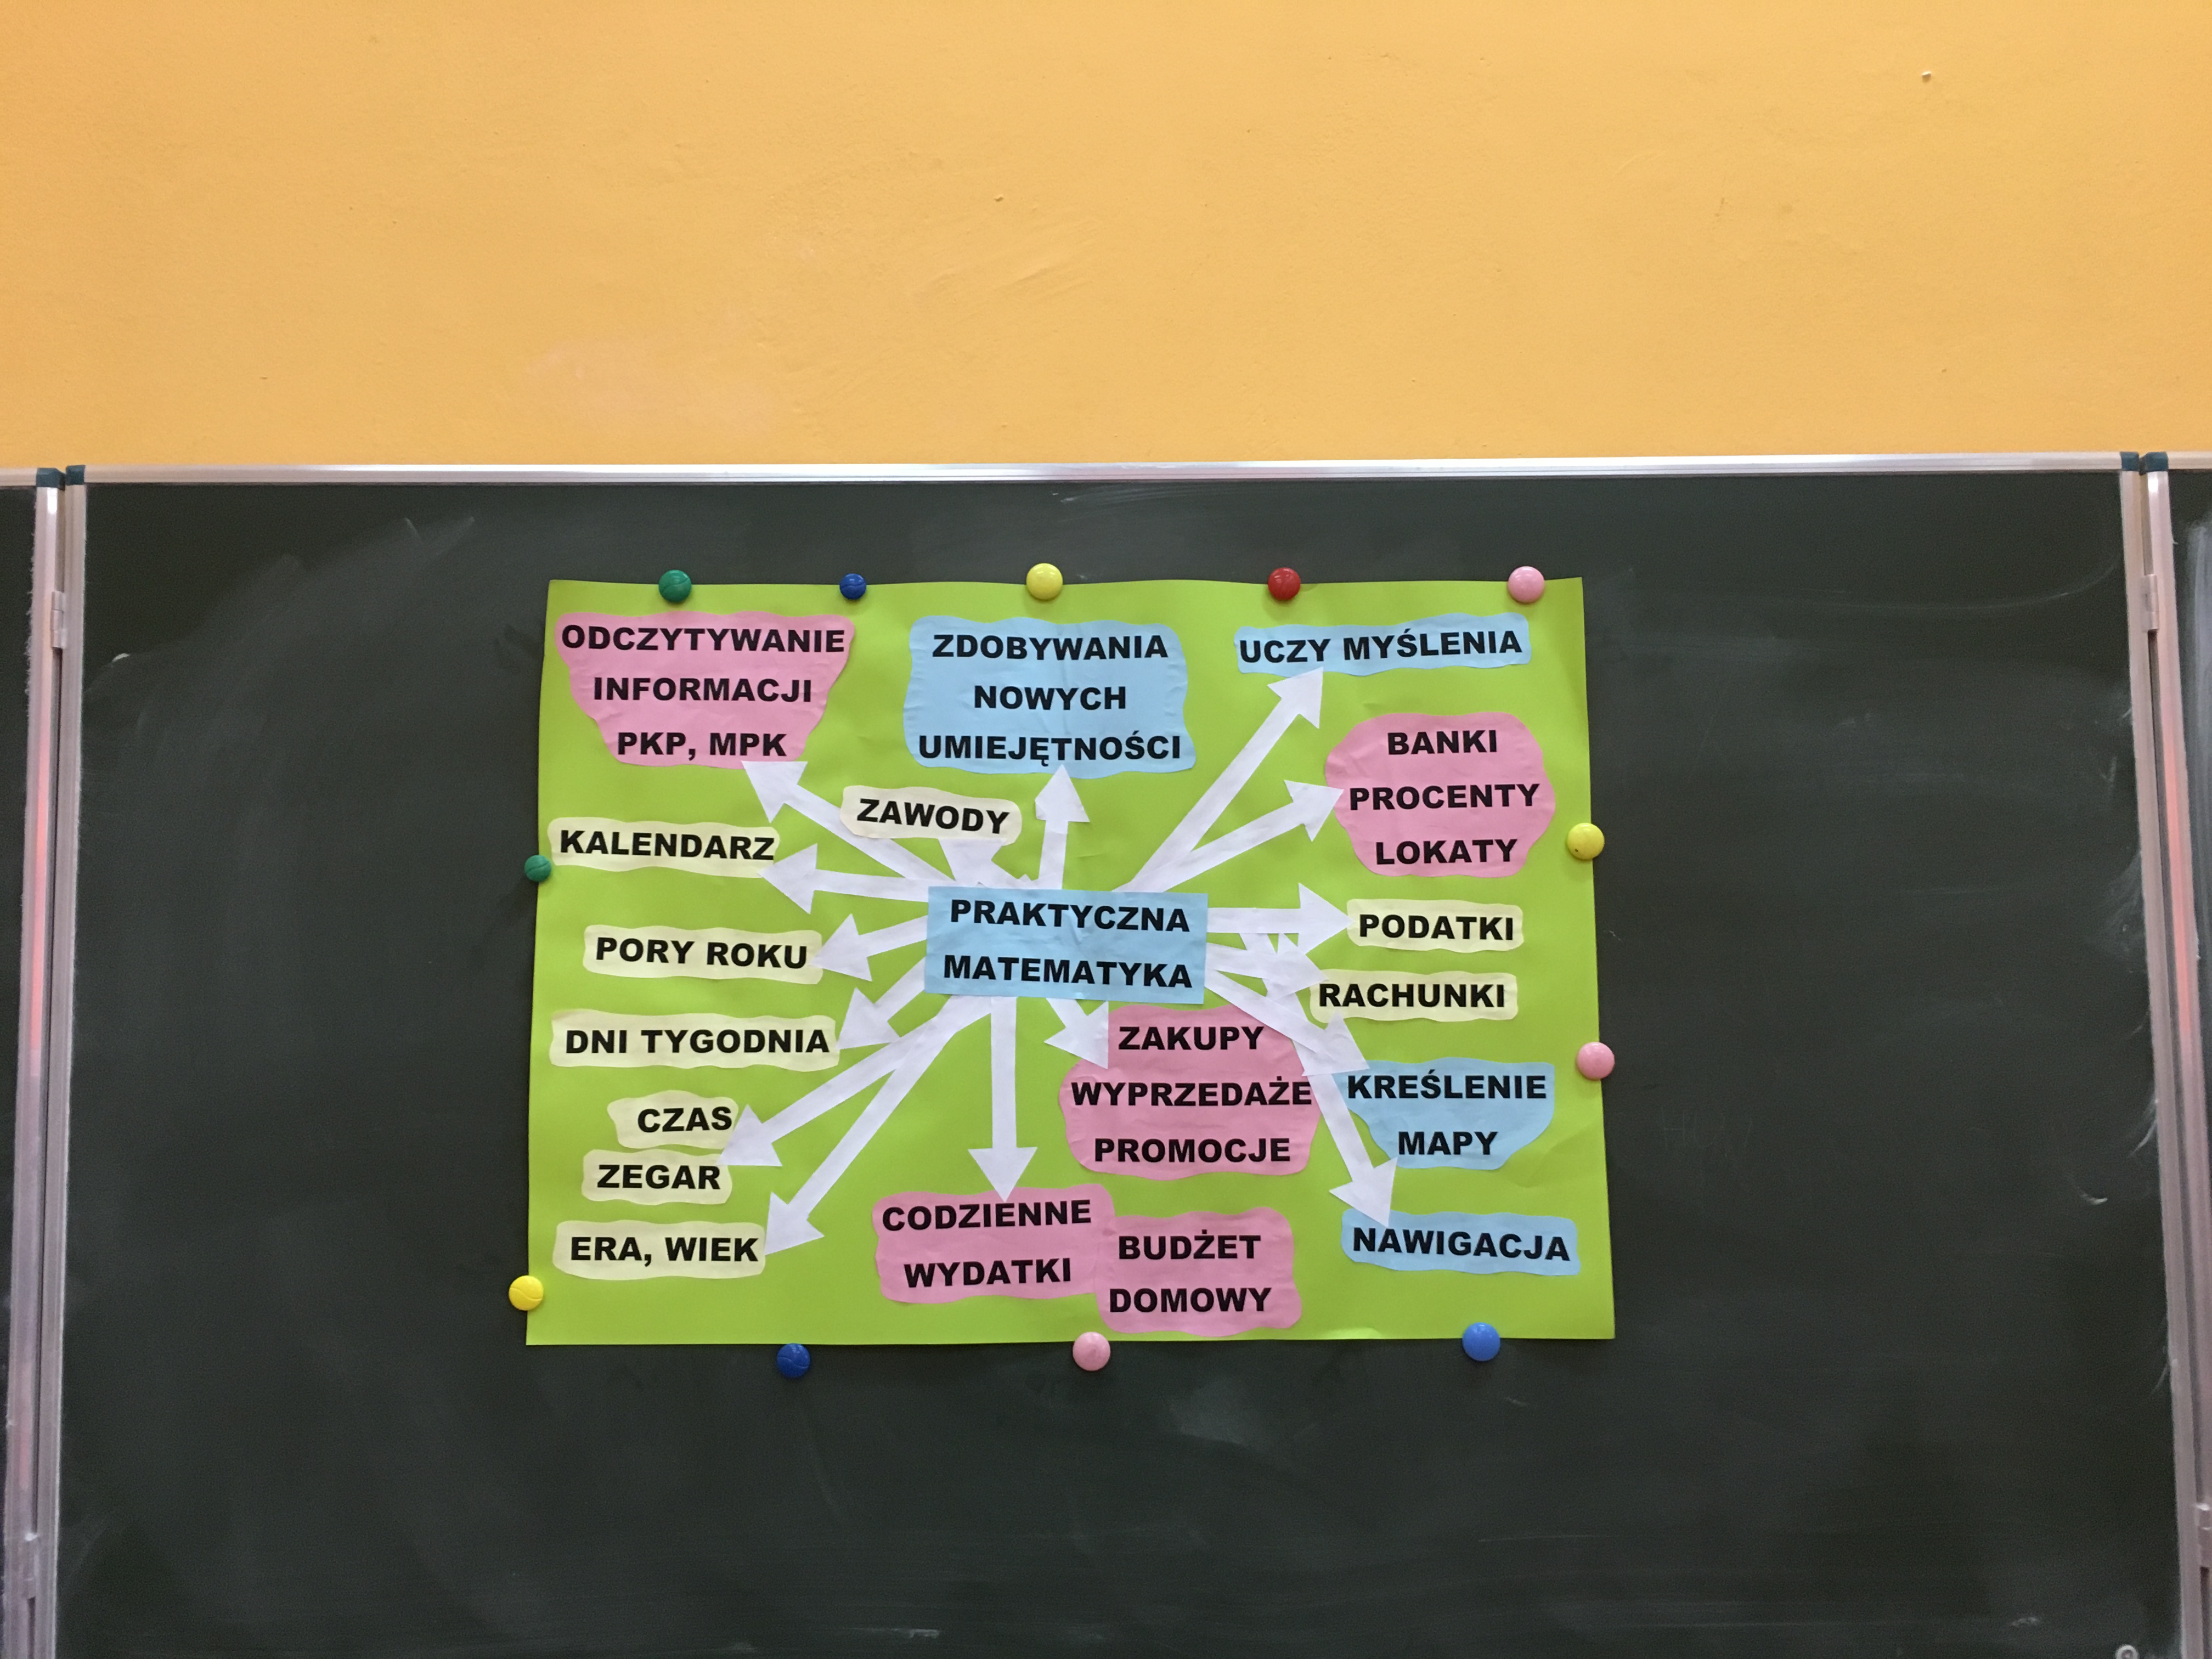 ODCZYTYWANIE
INFORMACJI
PKP, MPK
ZDOBYWANIA
NOWYCH
UMIEJĘTNOŚCI
UCZY MYŚLENIA
BANKI
PROCENTY
LOKATY
ZAWODY
KALENDARZ
PRAKTYCZNA
MATEMATYKA
PODATKI
PORY ROKU
RACHUNKI
DNI TYGODNIA
ZAKUPY
WYPRZEDAŻE
PROMOCJE
KREŚLENIE
MAPY
CZAS
ZEGAR
ERA, WIEK
CODZIENNE
WYDATKI
BUDŻET
DOMOWY
NAWIGACJA